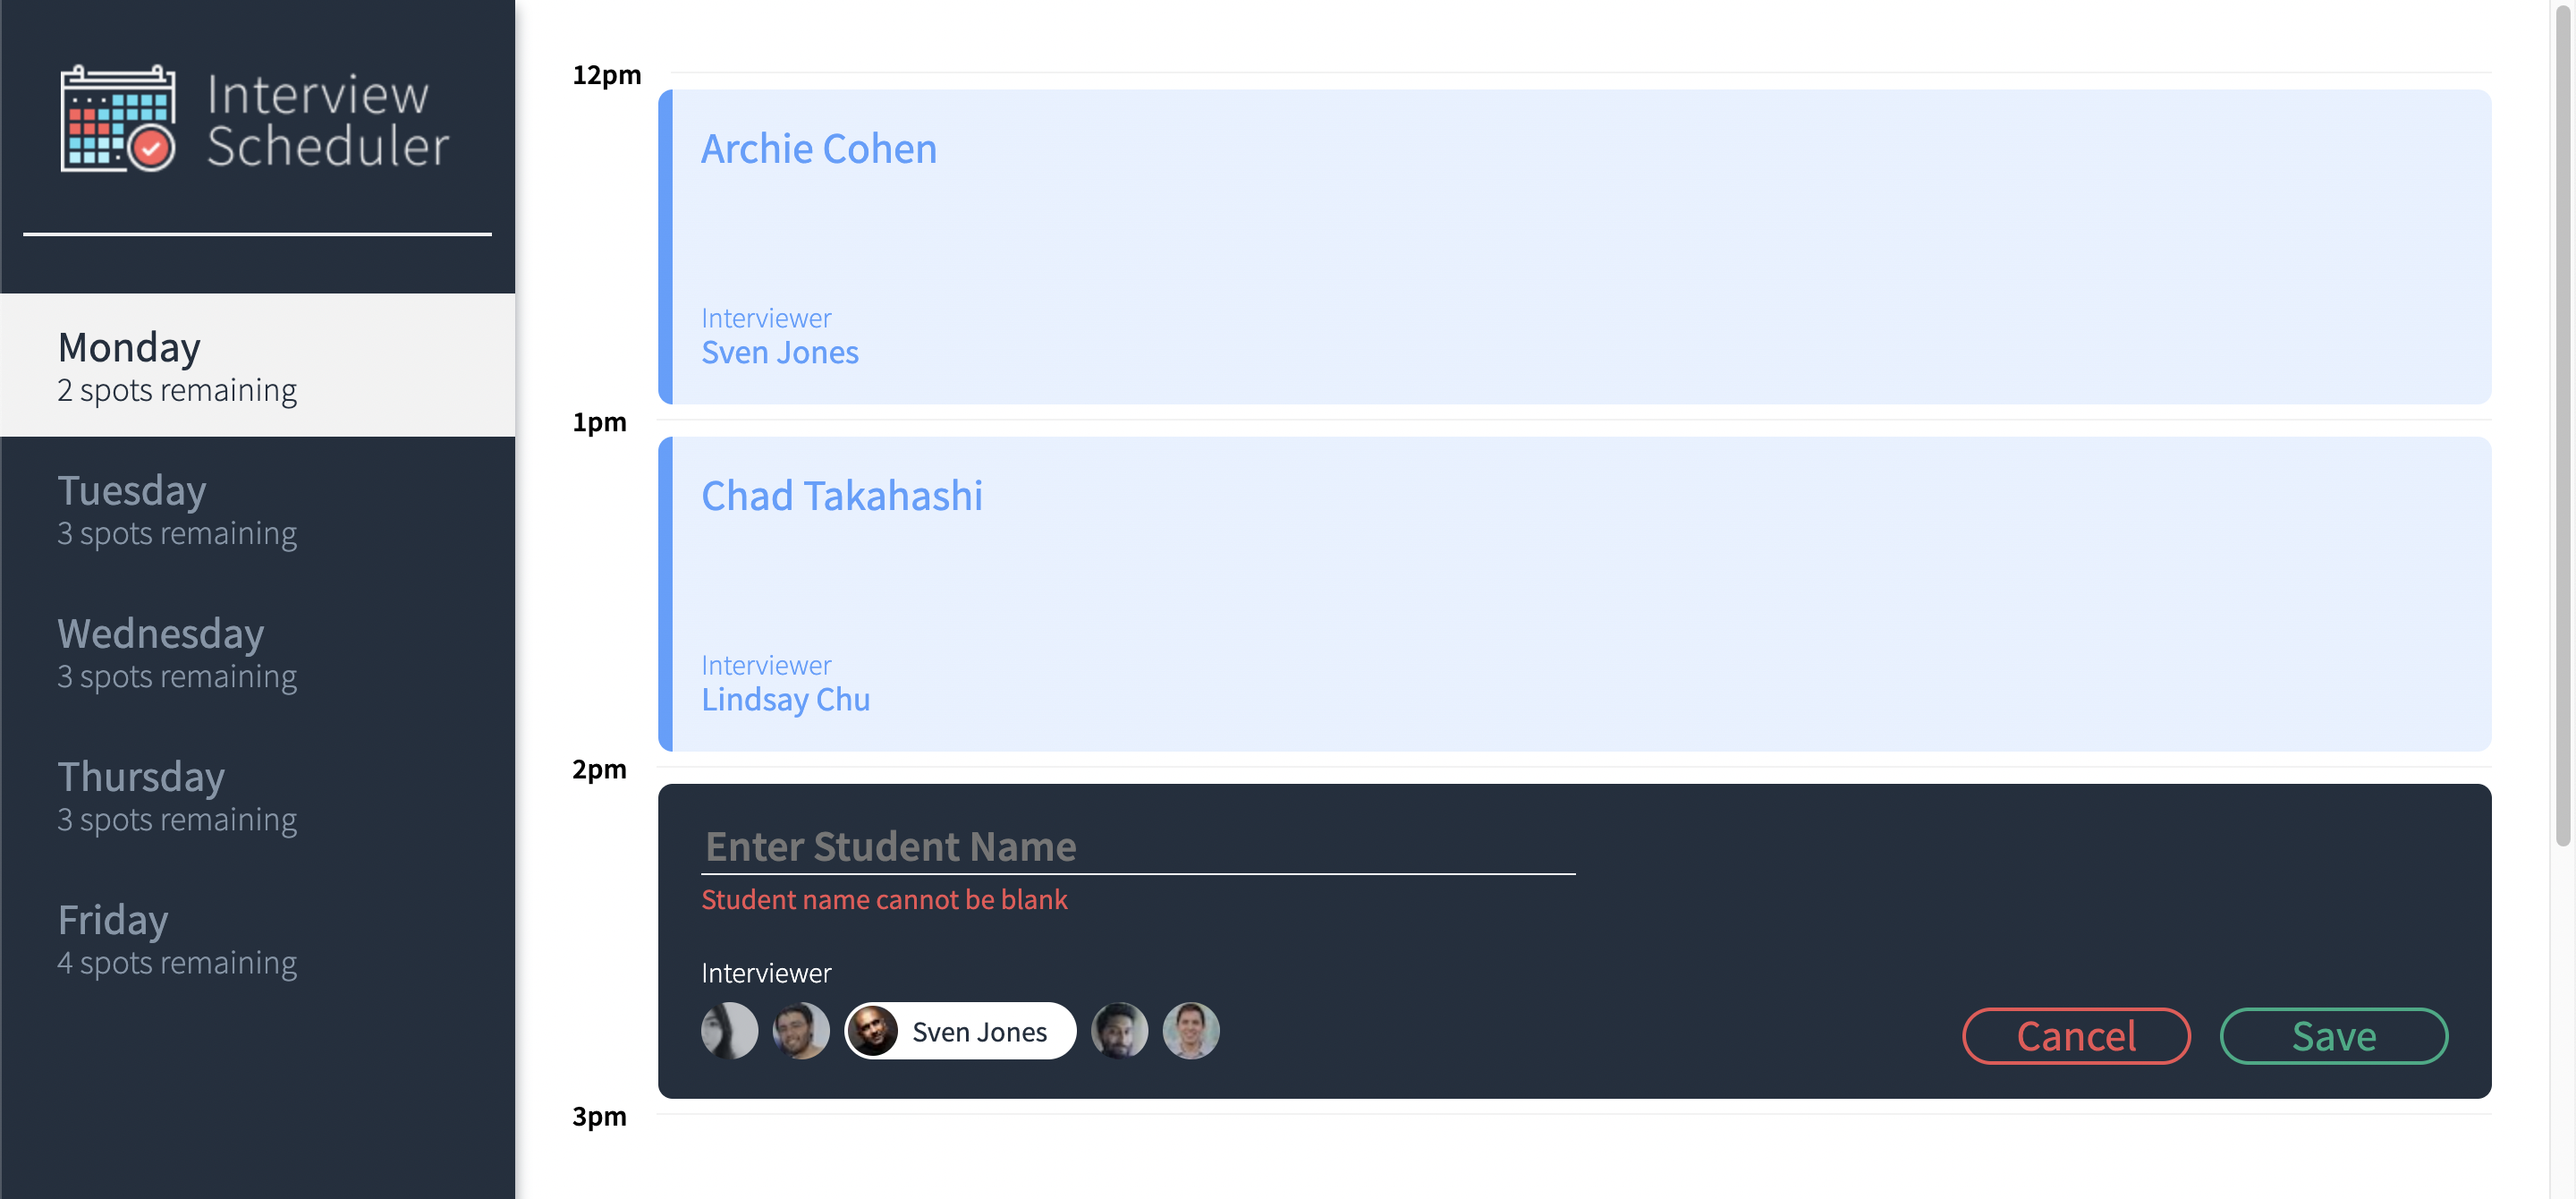 Interview
Scheduler
Monday
2 spots remaining
Tuesday
3 spots remaining
Wednesday
3 spots remaining
Thursday
3 spots remaining
Friday
4 spots remaining
12pm
Archie Cohen
Interviewer
Sven Jones
1pm
Chad Takahashi
Interviewer
Lindsay Chu
2pm
Enter Student Name
Student name cannot be blank
Interviewer
Sven Jones
Cancel
Save
3pm